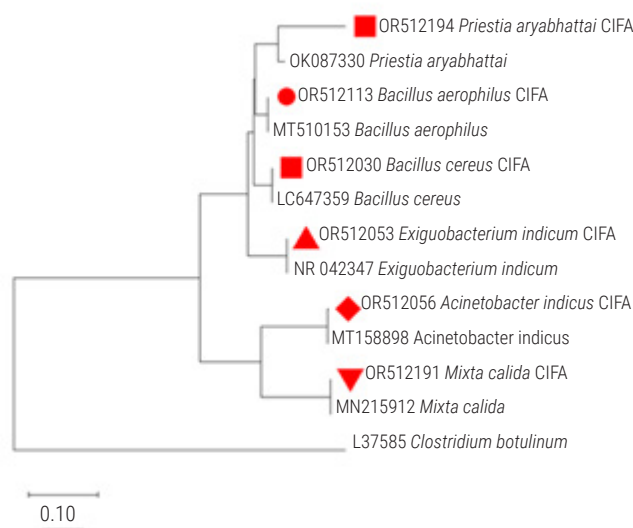 OR512194 Priestia aryabhattai CIFA
OK087330 Priestia aryabhattai
OR512113 Bacillus aerophilus CIFA
MT510153 Bacillus aerophilus
OR512030 Bacillus cereus CIFA
LC647359 Bacillus cereus
OR512053 Exiguobacterium indicum CIFA
NR 042347 Exiguobacterium indicum
OR512056 Acinetobacter indicus CIFA
MT158898 Acinetobacter indicus
OR512191 Mixta calida CIFA
MN215912 Mixta calida
L37585 Clostridium botulinum
0.10